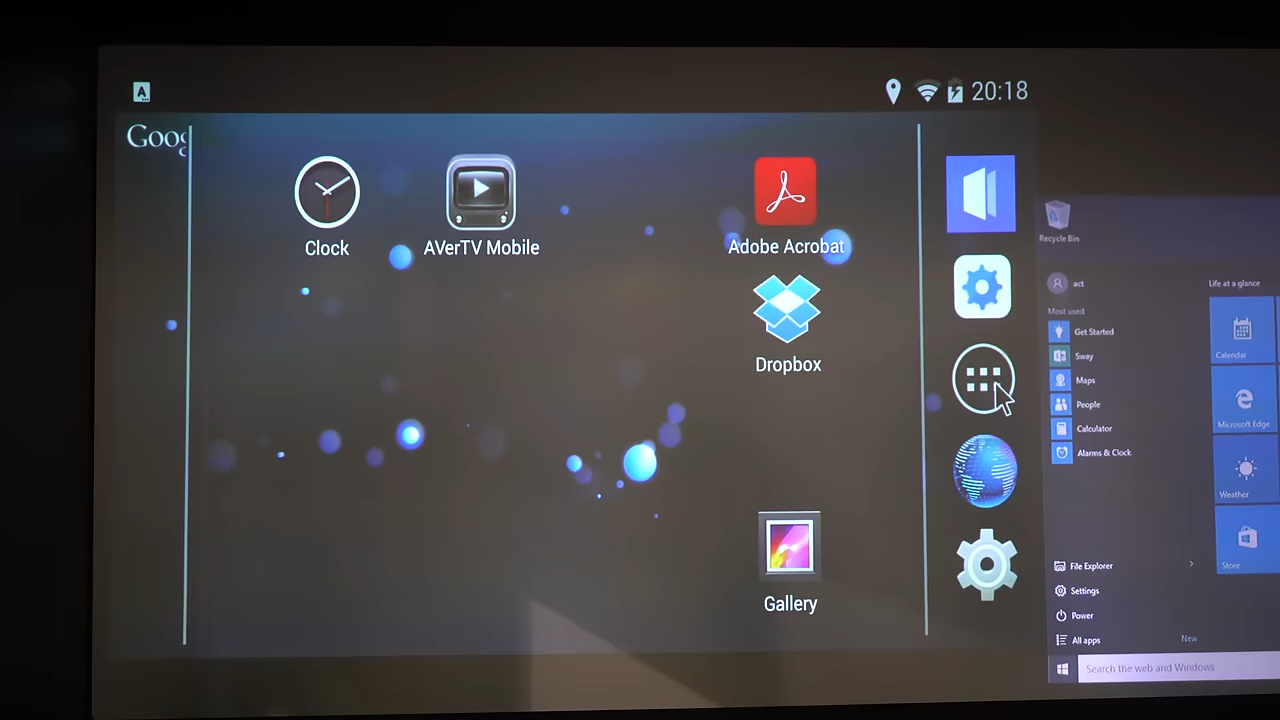 A
20:18
Goog
Clock
AVerTV Mobile
Adobe Acrobat
Dropbox
Gallery
Recycle Bin
act
Life at a glance
Most used
Get Started
Sway
Maps
People
Calculator
Alarms & Clock
Calendar
Microsoft Edge
Weather
Store
File Explorer
Settings
Power
All apps
New
Search the web and Windows